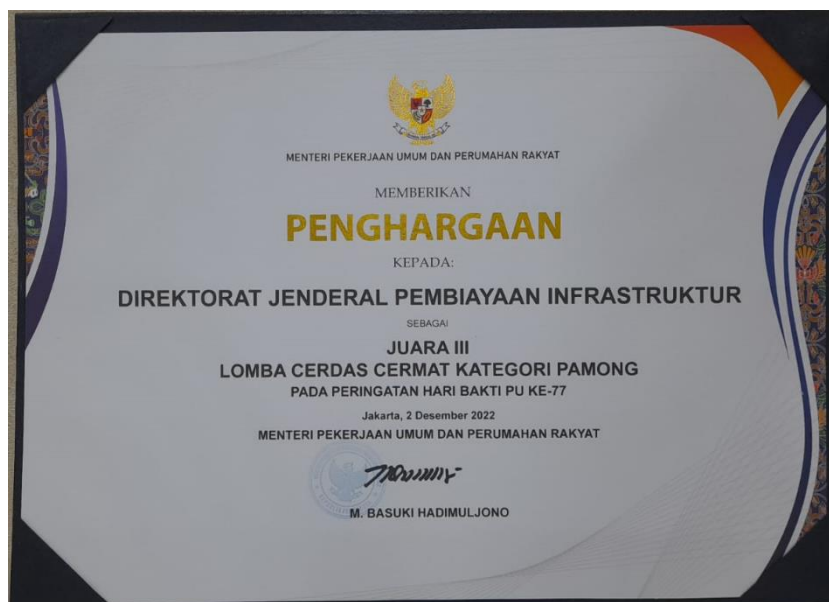 MENTERI PEKERJAAN UMUM DAN PERUMAHAN RAKYAT
MEMBERIKAN
PENGHARGAAN
KEPADA:
DIREKTORAT JENDERAL PEMBIAYAAN INFRASTRUKTUR
SEBAGAI
JUARA III
LOMBA CERDAS CERMAT KATEGORI PAMONG
PADA PERINGATAN HARI BAKTI PU KE-77
Jakarta, 2 Desember 2022
MENTERI PEKERJAAN UMUM DAN PERUMAHAN RAKYAT
M. BASUKI HADIMULJONO